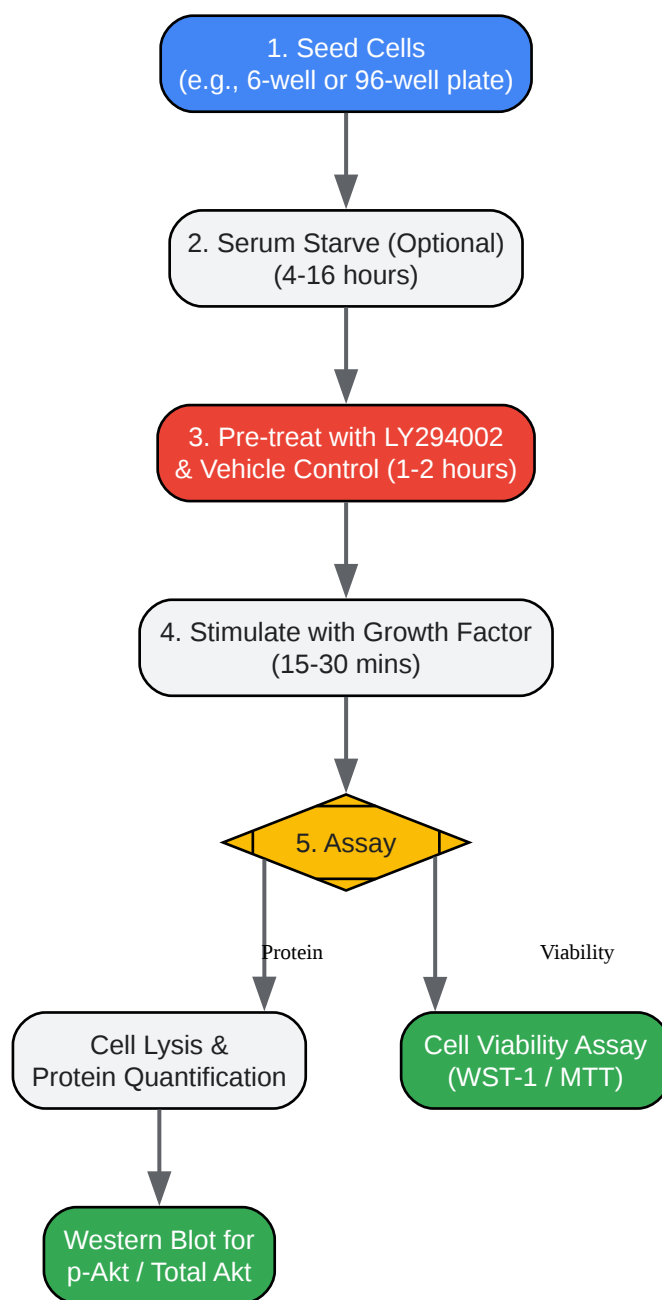 1. Seed Cells
(e.g., 6-well or 96-well plate)
2. Serum Starve (Optional)
(4-16 hours)
3. Pre-treat with LY294002
& Vehicle Control (1-2 hours)
4. Stimulate with Growth Factor
(15-30 mins)
5. Assay
Protein
Viability
Cell Lysis &
Protein Quantification
Cell Viability Assay
(WST-1 / MTT)
Western Blot for
p-Akt / Total Akt